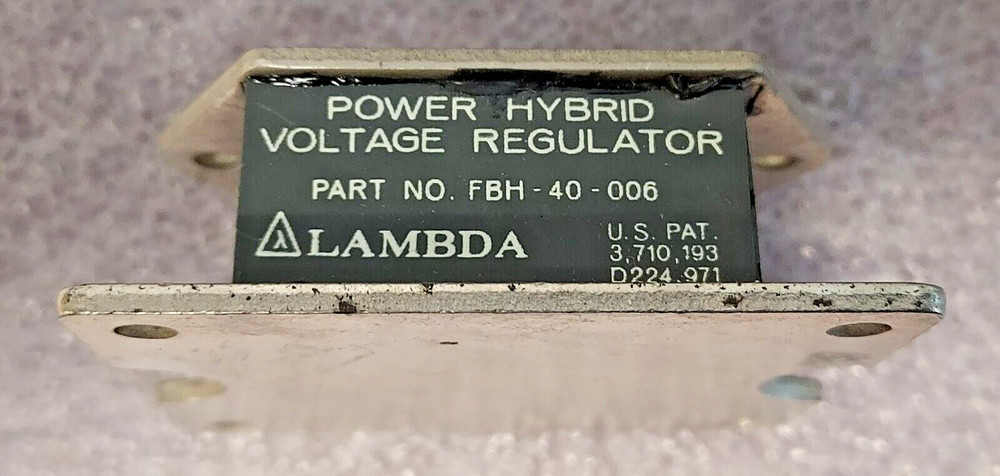 POWER HYBRID
VOLTAGE REGULATOR
PART NO. FBH-40-006
λ LAMBDA
U.S. PAT.
3,710,193
D224,971